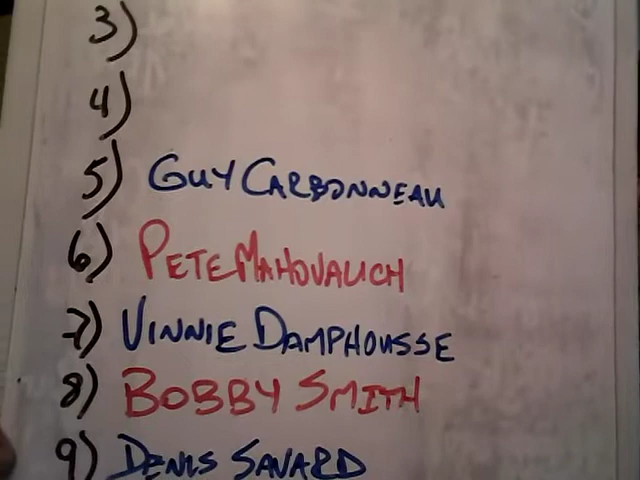 3)
4)
5) GUY CARBONNEAU
6) PETE MAHOVALICH
7) VINNIE DAMPHOUSSE
8) BOBBY SMITH
9) DENIS SAVARD